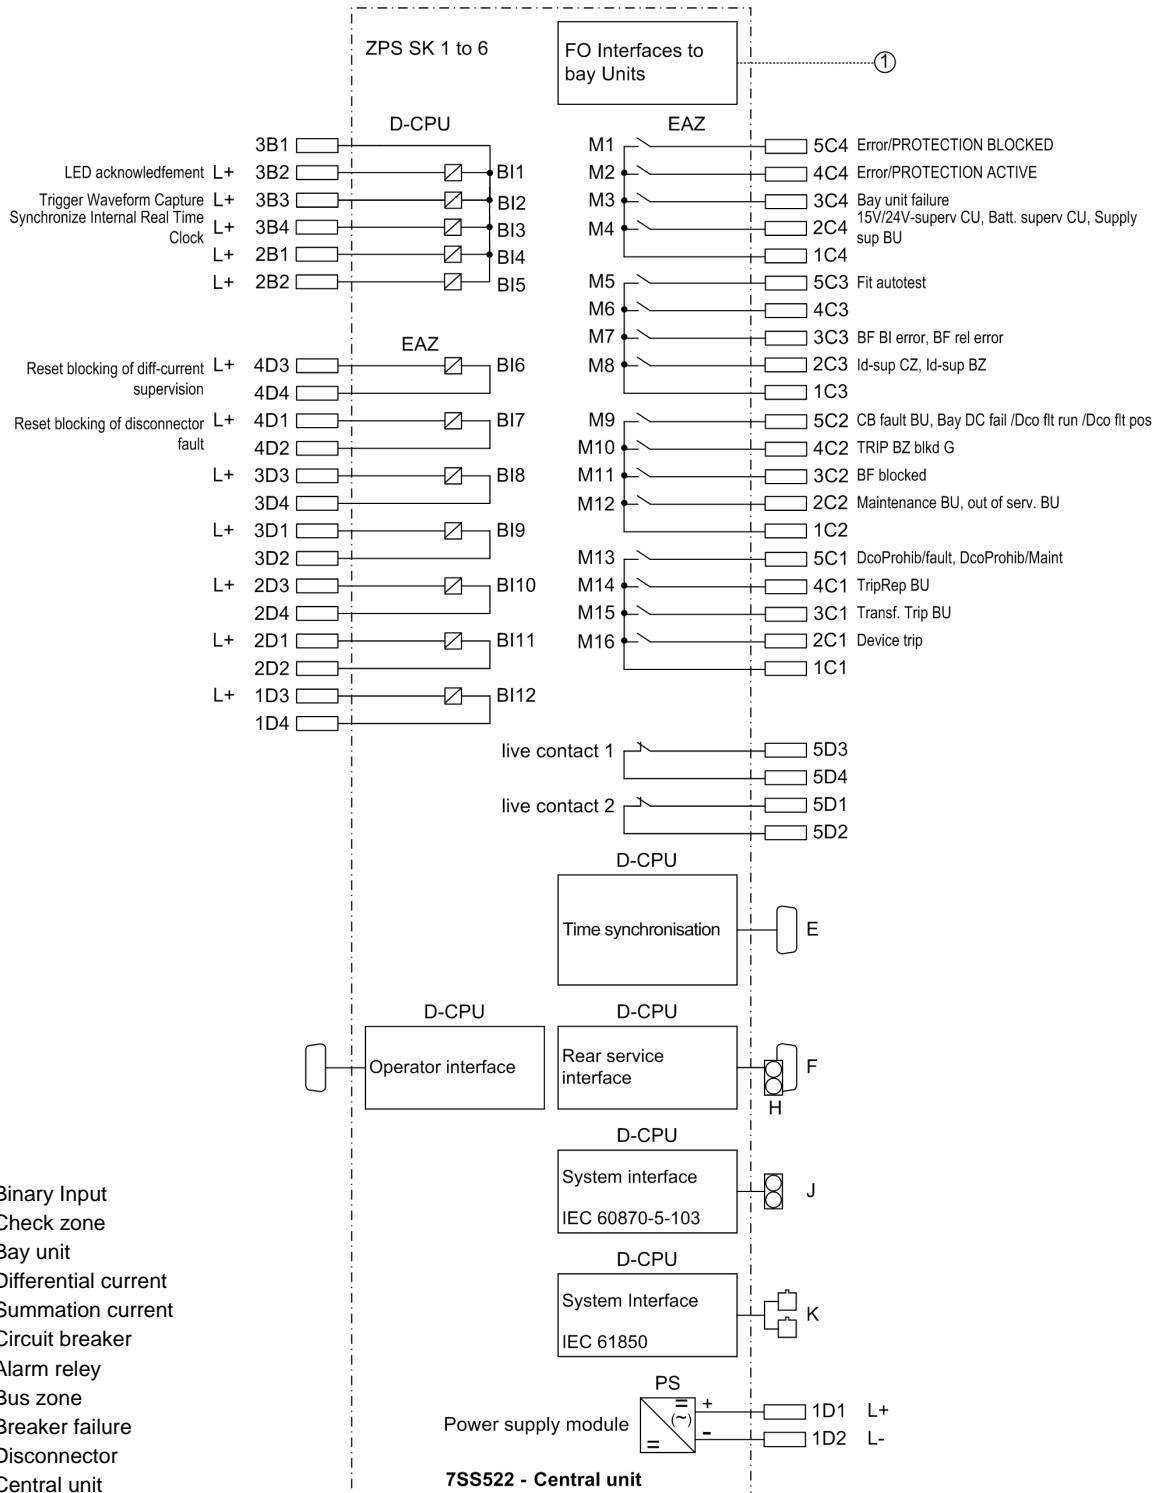 ZPS SK 1 to 6
FO Interfaces to
bay Units
1
D-CPU
3B1
LED acknowledfement L+ 3B2 BI1
Trigger Waveform Capture L+ 3B3 BI2
Synchronize Internal Real Time
Clock
L+ 3B4 BI3
L+ 2B1 BI4
L+ 2B2 BI5
EAZ
Reset blocking of diff-current
supervision
L+ 4D3 BI6
4D4
Reset blocking of disconnector
fault
L+ 4D1 BI7
4D2
L+ 3D3 BI8
3D4
L+ 3D1 BI9
3D2
L+ 2D3 BI10
2D4
L+ 2D1 BI11
2D2
L+ 1D3 BI12
1D4
EAZ
M1 5C4 Error/PROTECTION BLOCKED
M2 4C4 Error/PROTECTION ACTIVE
M3 3C4 Bay unit failure
M4 2C4 15V/24V-superv CU, Batt. superv CU, Supply
sup BU
1C4
M5 5C3 Fit autotest
M6 4C3
M7 3C3 BF BI error, BF rel error
M8 2C3 Id-sup CZ, Id-sup BZ
1C3
M9 5C2 CB fault BU, Bay DC fail /Dco flt run /Dco flt pos
M10 4C2 TRIP BZ blkd G
M11 3C2 BF blocked
M12 2C2 Maintenance BU, out of serv. BU
1C2
M13 5C1 DcoProhib/fault, DcoProhib/Maint
M14 4C1 TripRep BU
M15 3C1 Transf. Trip BU
M16 2C1 Device trip
1C1
live contact 1 5D3
5D4
live contact 2 5D1
5D2
D-CPU
Time synchronisation
E
D-CPU
Operator interface
D-CPU
Rear service
interface
F
H
D-CPU
System interface
IEC 60870-5-103
J
D-CPU
System Interface
IEC 61850
K
PS
Power supply module
= (~) =
+ 1D1 L+
- 1D2 L-
7SS522 - Central unit
Binary Input
Check zone
Bay unit
Differential current
Summation current
Circuit breaker
Alarm reley
Bus zone
Breaker failure
Disconnector
Central unit